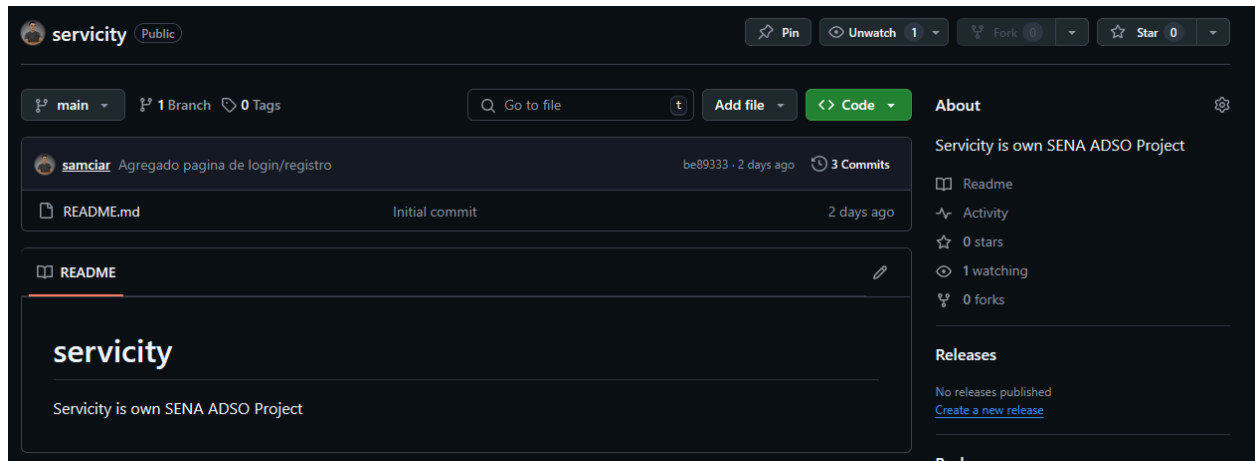 servicity Public
Pin
Unwatch 1
Fork 0
Star 0
main
1 Branch
0 Tags
Go to file
t
Add file
Code
samciar Agregado pagina de login/registro
be89333 · 2 days ago
3 Commits
README.md
Initial commit
2 days ago
README
servicity
Servicity is own SENA ADSO Project
About
Servicity is own SENA ADSO Project
Readme
Activity
0 stars
1 watching
0 forks
Releases
No releases published
Create a new release